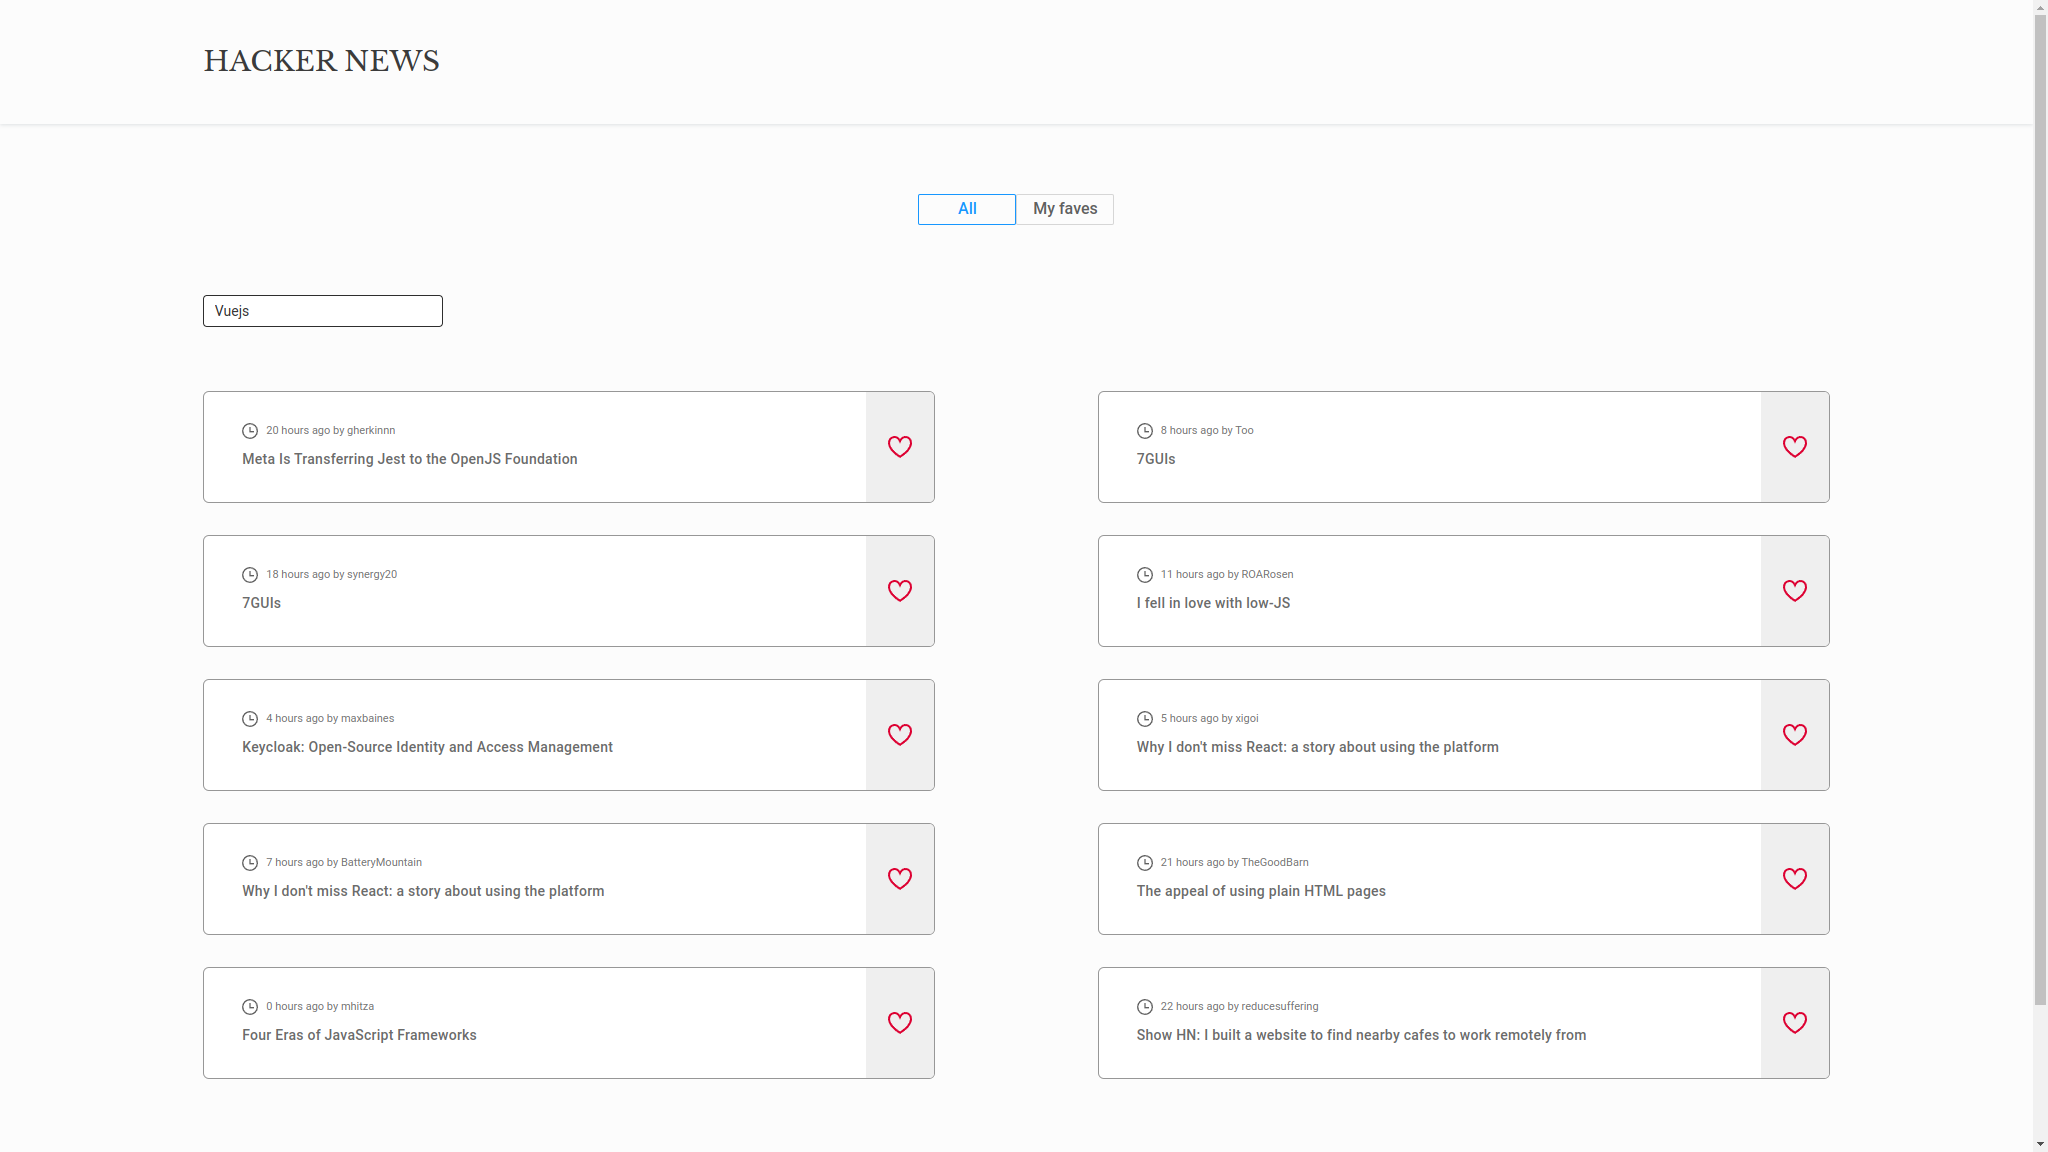 HACKER NEWS
All
My faves
Vuejs
20 hours ago by gherkinnn
Meta Is Transferring Jest to the OpenJS Foundation
8 hours ago by Too
7GUIs
18 hours ago by synergy20
7GUIs
11 hours ago by ROARosen
I fell in love with low-JS
4 hours ago by maxbaines
Keycloak: Open-Source Identity and Access Management
5 hours ago by xigoi
Why I don't miss React: a story about using the platform
7 hours ago by BatteryMountain
Why I don't miss React: a story about using the platform
21 hours ago by TheGoodBarn
The appeal of using plain HTML pages
0 hours ago by mhitza
Four Eras of JavaScript Frameworks
22 hours ago by reducesuffering
Show HN: I built a website to find nearby cafes to work remotely from